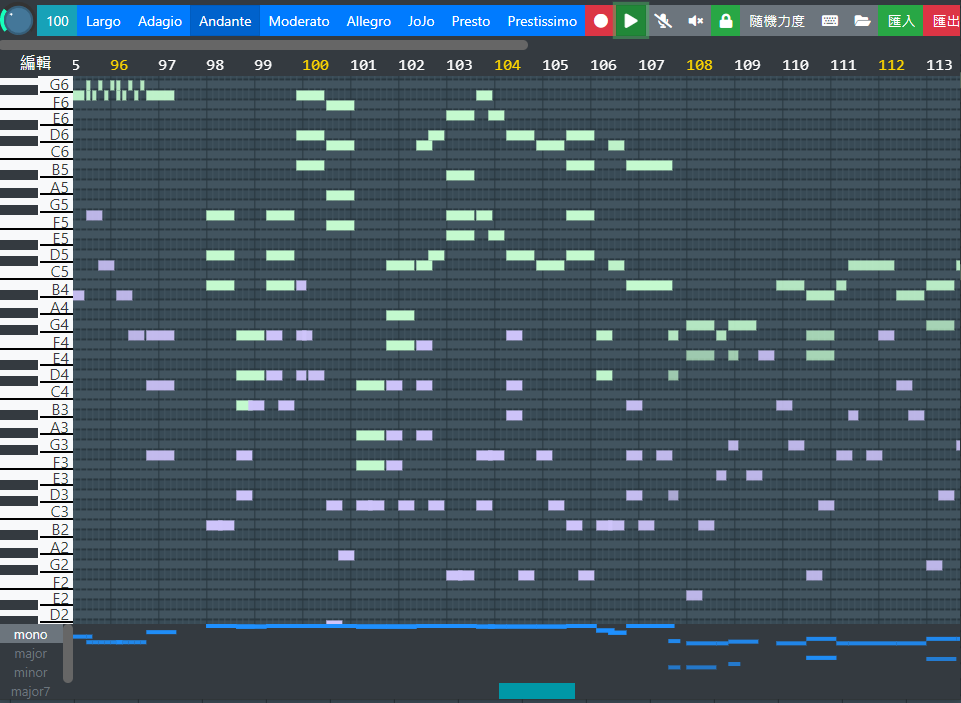 100 Largo Adagio Andante Moderato Allegro JoJo Presto Prestissimo 隨機力度 匯入 匯出
編輯 5 96 97 98 99 100 101 102 103 104 105 106 107 108 109 110 111 112 113
G6
F6
E6
D6
C6
B5
A5
G5
F5
E5
D5
C5
B4
A4
G4
F4
E4
D4
C4
B3
A3
G3
F3
E3
D3
C3
B2
A2
G2
F2
E2
D2
mono
major
minor
major7